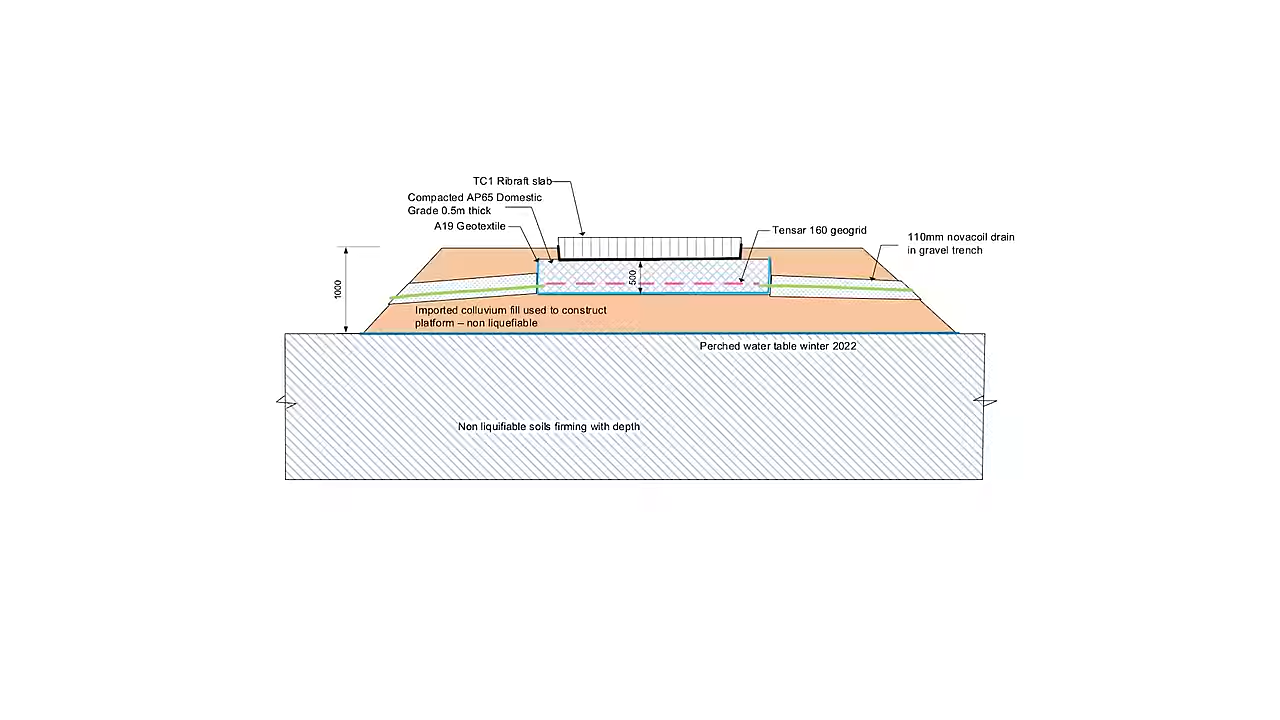 TC1 Ribraft slab
Compacted AP65 Domestic
Grade 0.5m thick
A19 Geotextile
Tensar 160 geogrid
110mm novacoil drain
in gravel trench
1000
500
Imported colluvium fill used to construct
platform – non liquefiable
Perched water table winter 2022
Non liquifiable soils firming with depth